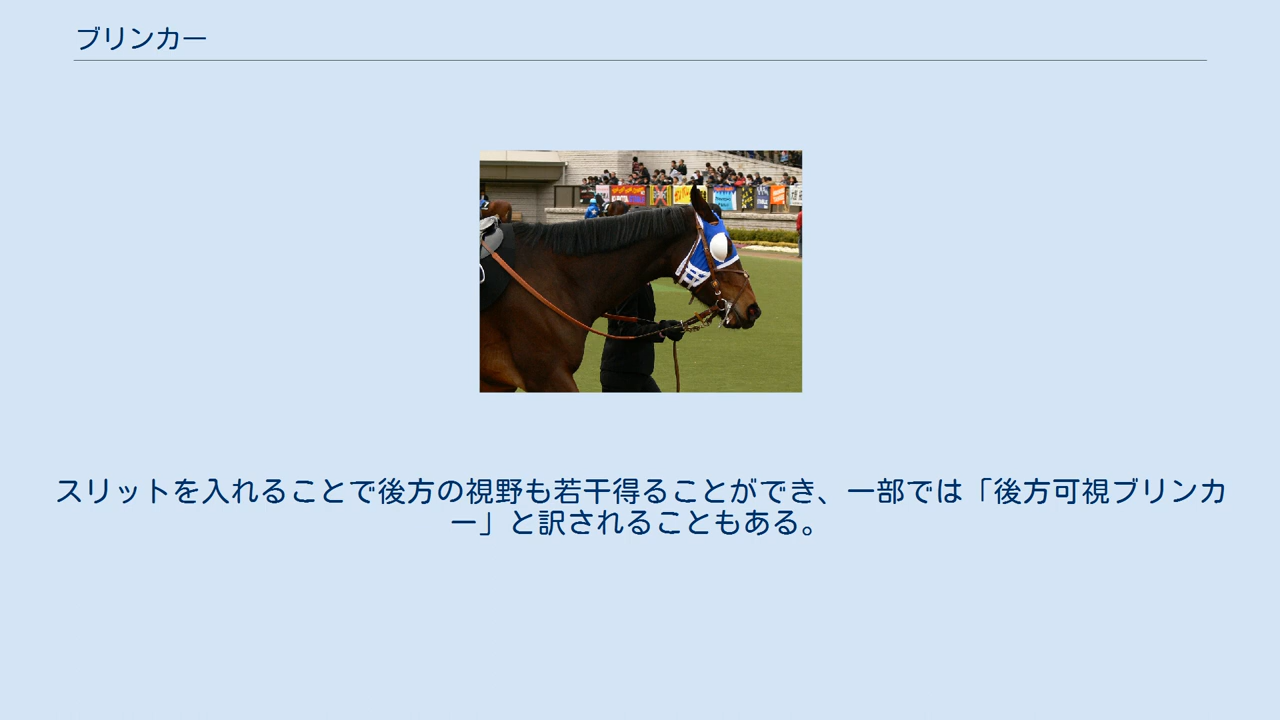 ブリンカー
スリットを入れることで後方の視野も若干得ることができ、一部では「後方可視ブリンカ
ー」と訳されることもある。